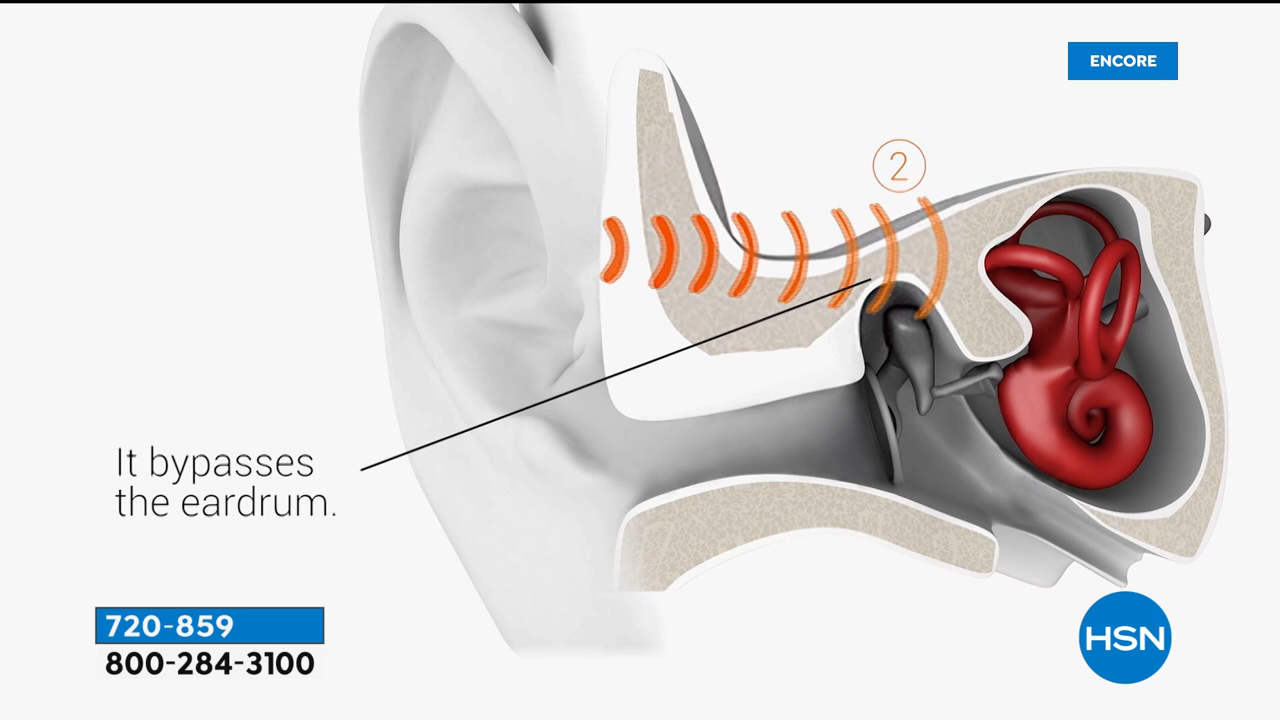 ENCORE
2
It bypasses
the eardrum.
720-859
800-284-3100
HSN